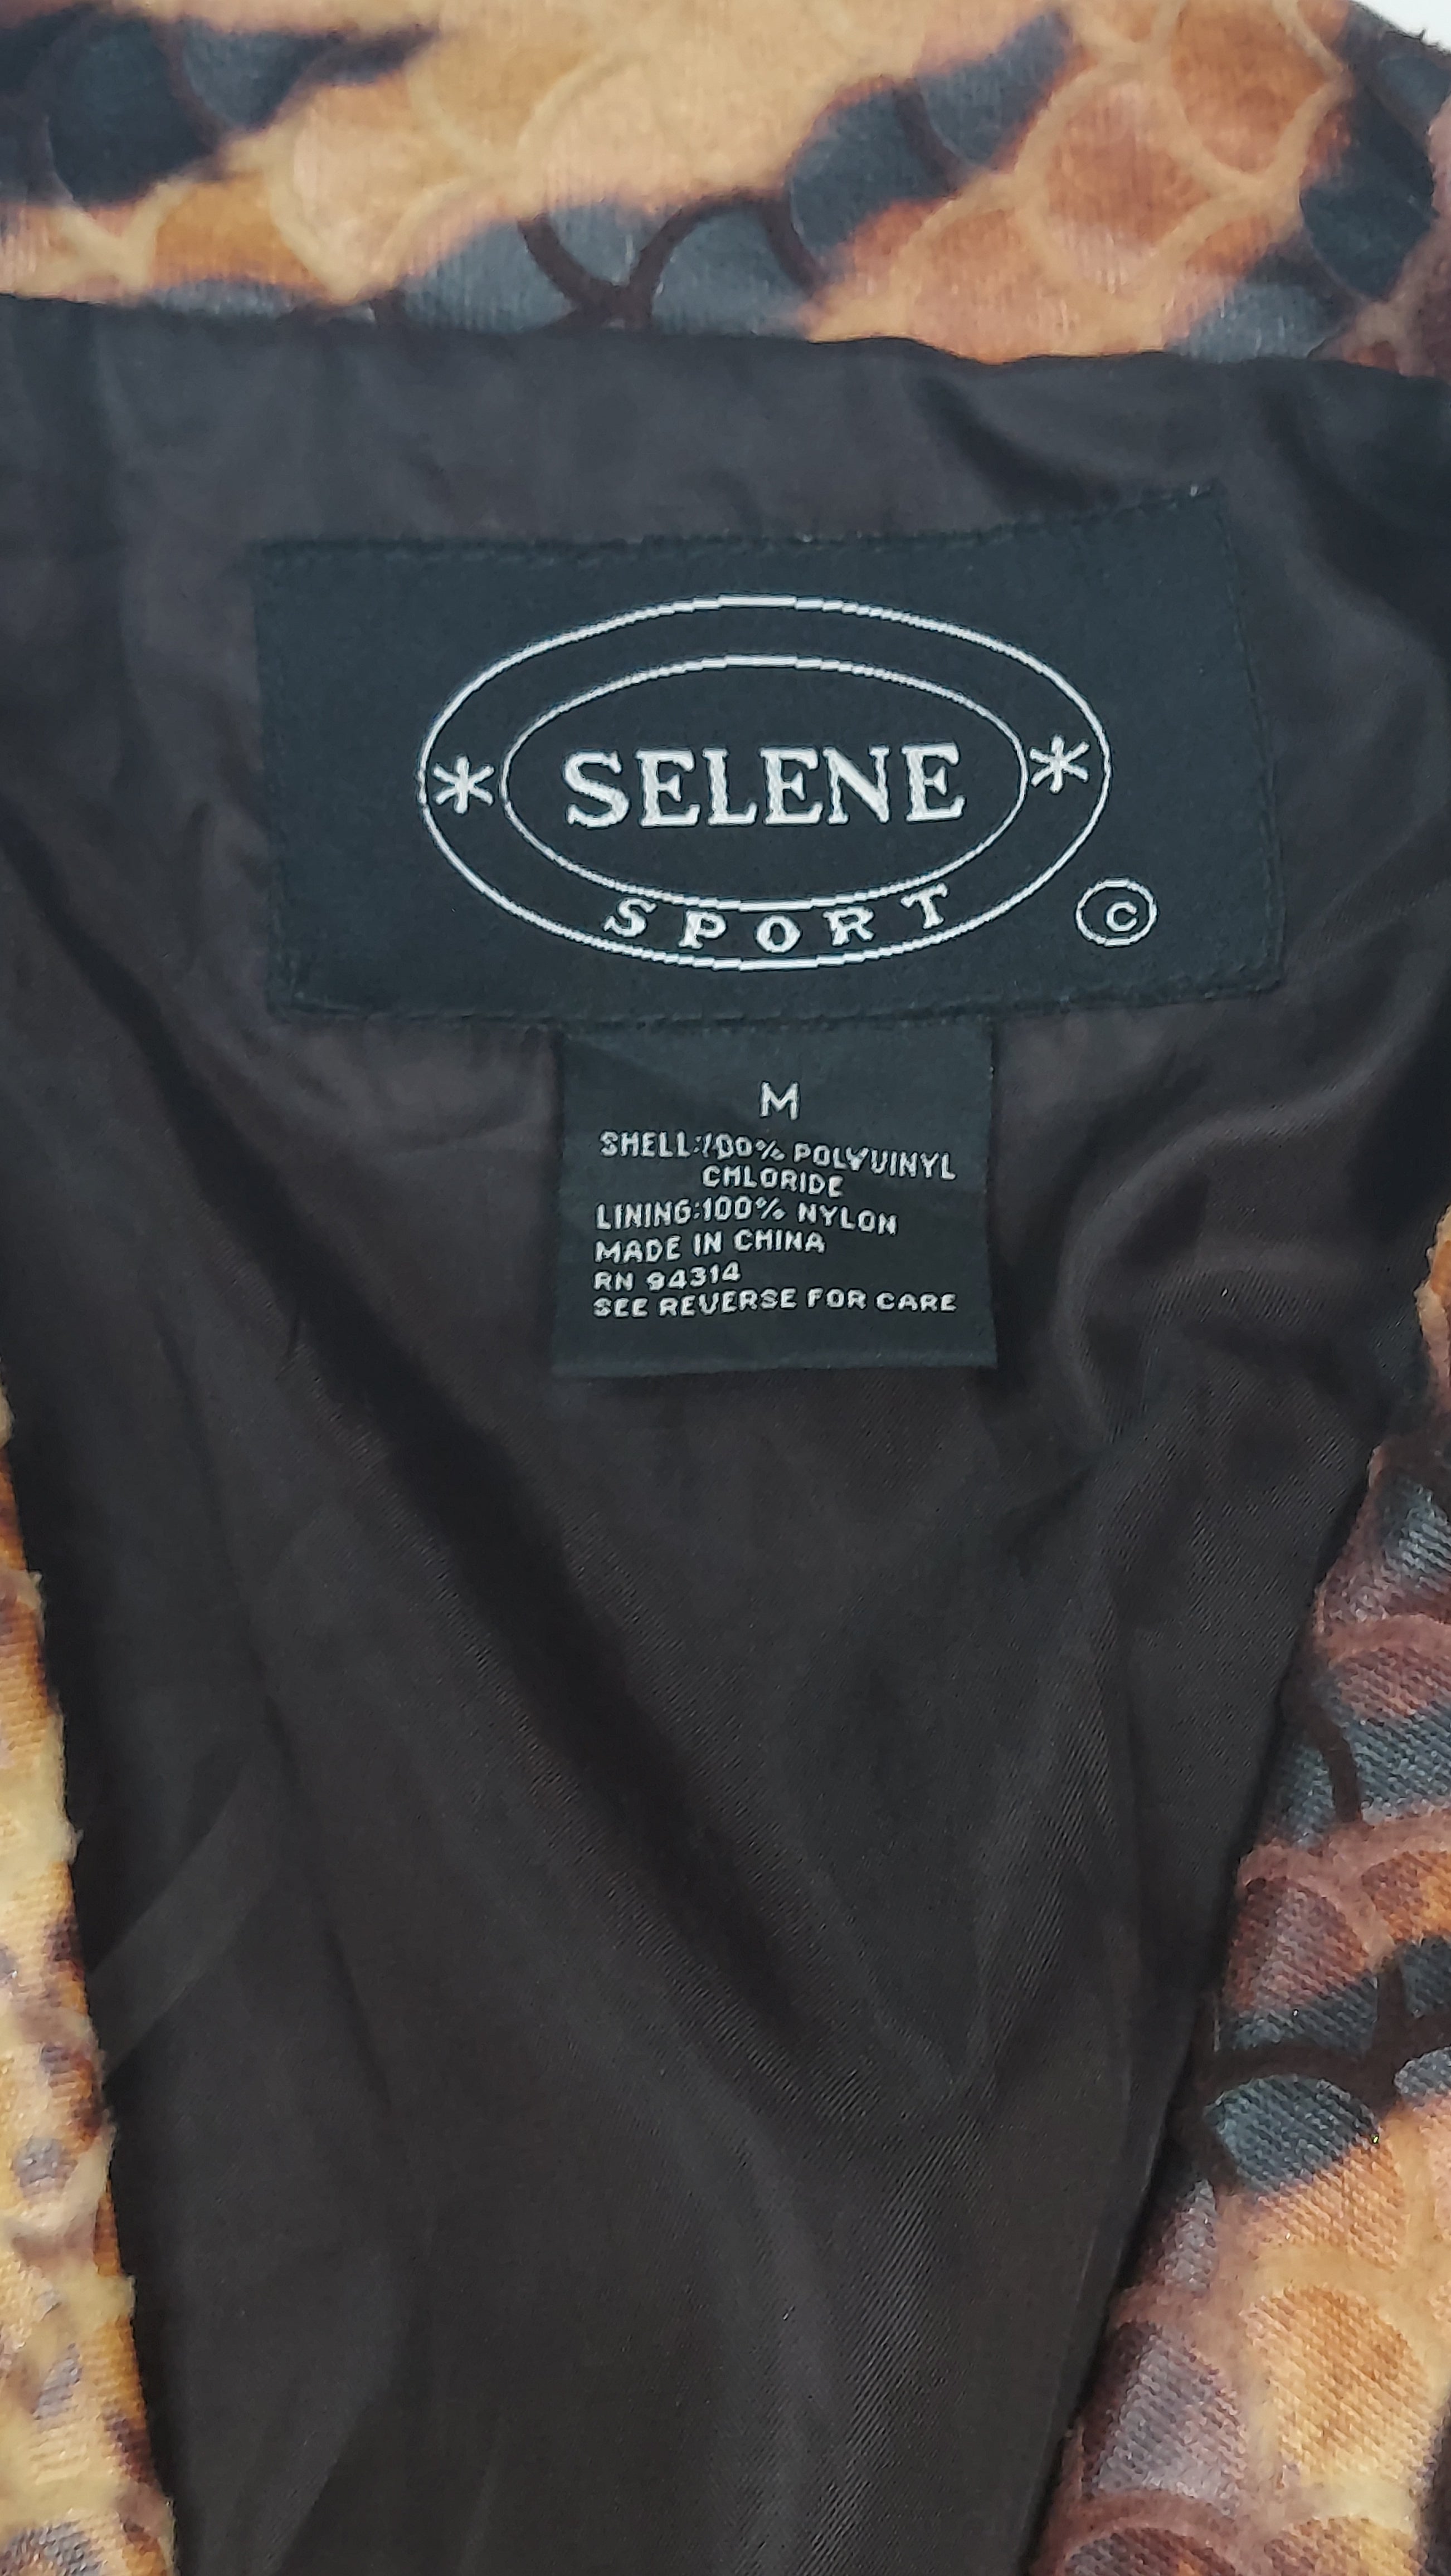 * SELENE *
SPORT
©
M
SHELL:100% POLYVINYL
CHLORIDE
LINING:100% NYLON
MADE IN CHINA
RN 94314
SEE REVERSE FOR CARE